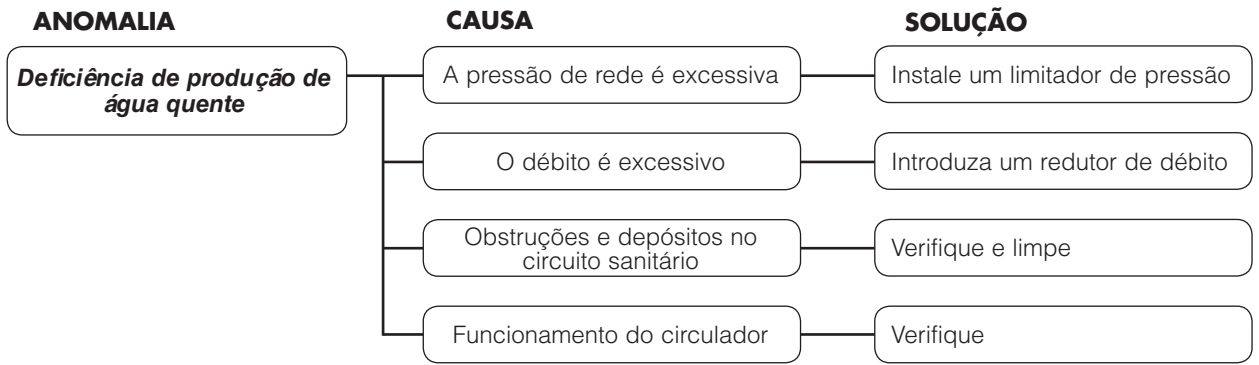 ANOMALIA
CAUSA
SOLUÇÃO
Deficiência de produção de
água quente
A pressão de rede é excessiva
Instale um limitador de pressão
O débito é excessivo
Introduza um redutor de débito
Obstruções e depósitos no
circuito sanitário
Verifique e limpe
Funcionamento do circulador
Verifique